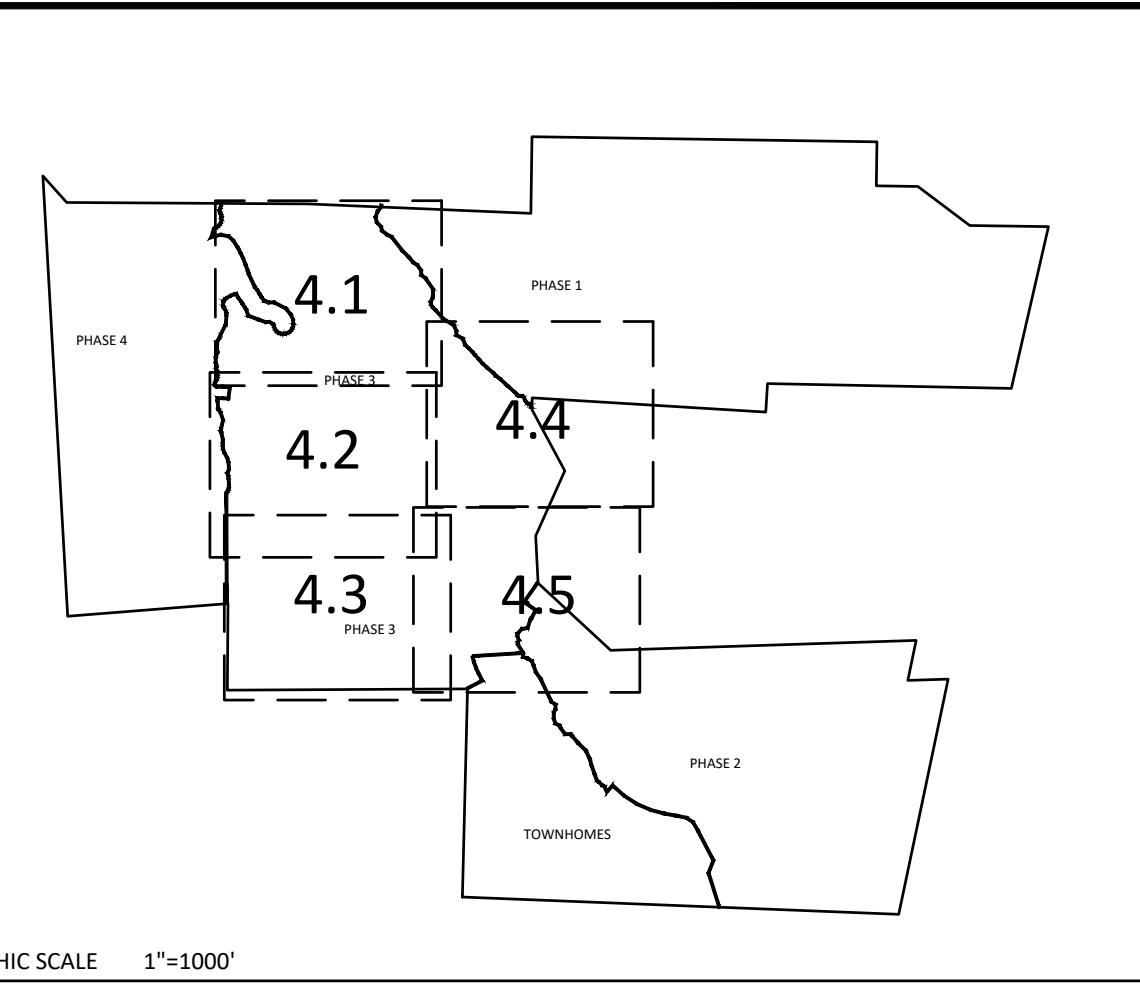 PHASE 1
4.1
PHASE 4
PHASE 3
4.4
4.2
4.3
4.5
PHASE 3
PHASE 2
TOWNHOMES
HIC SCALE 1"=1000'